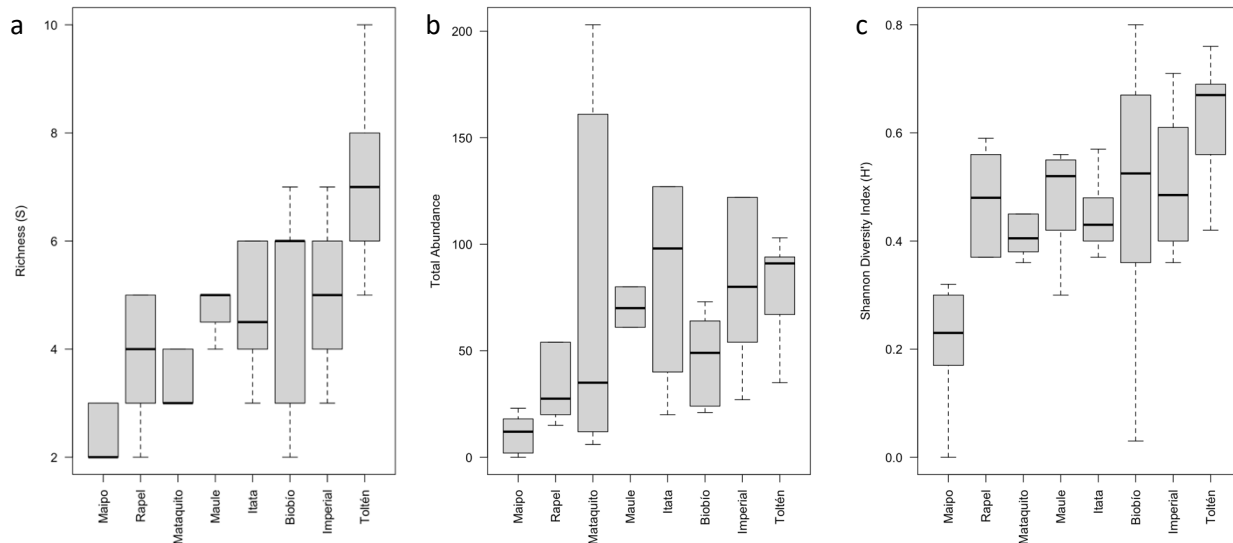 a
Richness (S)
10
8
6
4
2
Maipo
Rapel
Mataquito
Maule
Itata
Biobío
Imperial
Toltén
b
Total Abundance
200
150
100
50
0
Maipo
Rapel
Mataquito
Maule
Itata
Biobío
Imperial
Toltén
c
Shannon Diversity Index (H')
0.8
0.6
0.4
0.2
0.0
Maipo
Rapel
Mataquito
Maule
Itata
Biobío
Imperial
Toltén